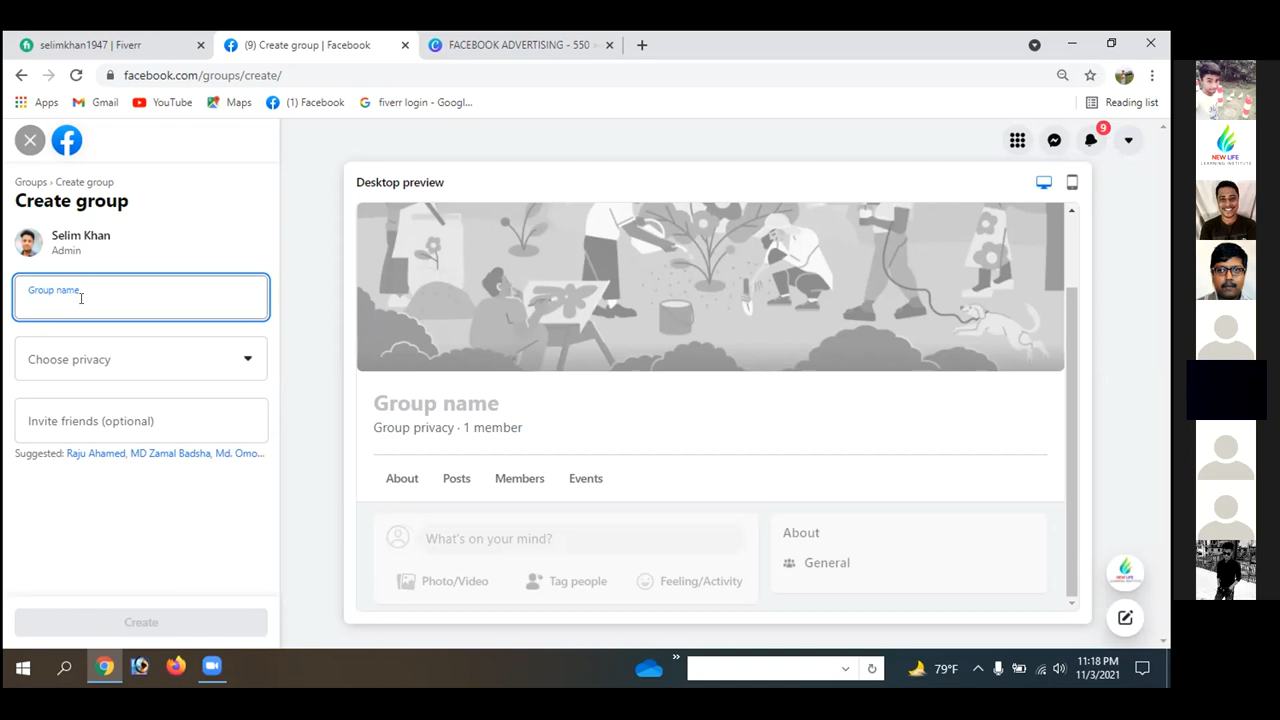 selimkhan1947 | Fiverr
(9) Create group | Facebook
FACEBOOK ADVERTISING - 550
facebook.com/groups/create/
Apps
Gmail
YouTube
Maps
(1) Facebook
fiverr login - Googl...
Reading list
9
Groups › Create group
Create group
Selim Khan
Admin
Group name
Choose privacy
Invite friends (optional)
Suggested: Raju Ahamed, MD Zamal Badsha, Md. Omo...
Create
Desktop preview
Group name
Group privacy · 1 member
About
Posts
Members
Events
What's on your mind?
Photo/Video
Tag people
Feeling/Activity
About
General
NEW LIFE
LEARNING INSTITUTE
79°F
11:18 PM
11/3/2021